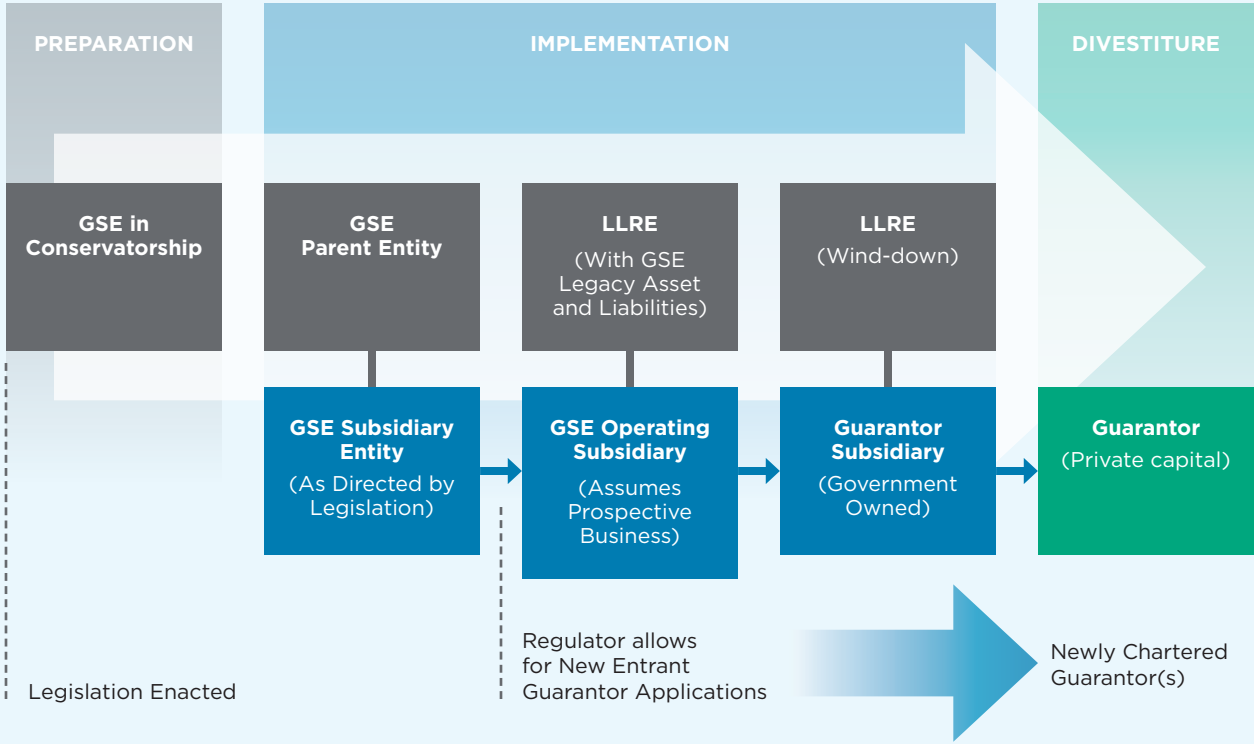 PREPARATION
IMPLEMENTATION
DIVESTITURE
GSE in
Conservatorship
GSE
Parent Entity
LLRE
(With GSE
Legacy Asset
and Liabilities)
LLRE
(Wind-down)
GSE Subsidiary
Entity
(As Directed by
Legislation)
GSE Operating
Subsidiary
(Assumes
Prospective
Business)
Guarantor
Subsidiary
(Government
Owned)
Guarantor
(Private capital)
Legislation Enacted
Regulator allows
for New Entrant
Guarantor Applications
Newly Chartered
Guarantor(s)